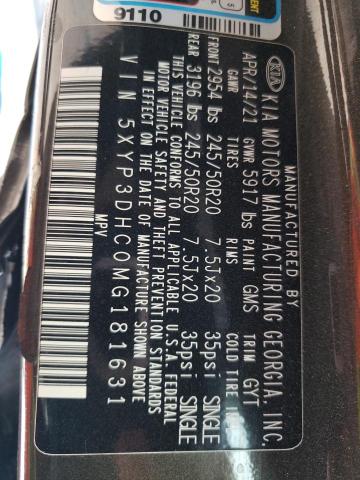 9110
MANUFACTURED BY
KIA KIA MOTORS MANUFACTURING GEORGIA, INC.
APR/14/21 GVWR 5917 lbs PAINT GMS TRIM GYT
GAWR TIRES RIMS COLD TIRE
FRONT 2954 lbs 245/50R20 7.5Jx20 35psi SINGLE
REAR 3196 lbs 245/50R20 7.5Jx20 35psi SINGLE
THIS VEHICLE CONFORMS TO ALL APPLICABLE U.S.A. FEDERAL
MOTOR VEHICLE SAFETY AND THEFT PREVENTION STANDARDS
IN EFFECT ON THE DATE OF MANUFACTURE SHOWN ABOVE
VIN 5XYP3DHC0MG181631
MPV